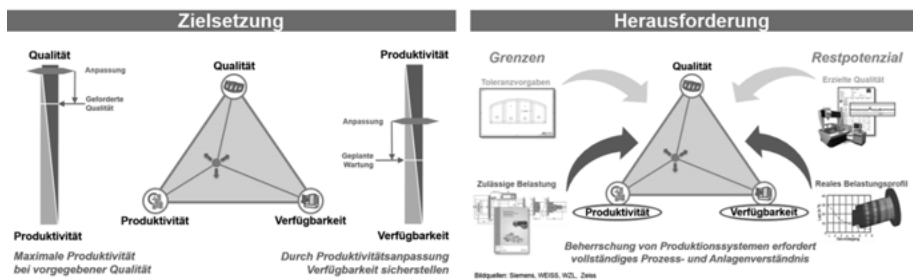 Zielsetzung
Qualität
Anpassung
Geforderte
Qualität
Produktivität
Maximale Produktivität
bei vorgegebener Qualität
Qualität
Produktivität
Verfügbarkeit
Produktivität
Anpassung
Geplante
Wartung
Verfügbarkeit
Durch Produktivitätsanpassung
Verfügbarkeit sicherstellen
Herausforderung
Grenzen
Restpotenzial
Toleranzvorgaben
Qualität
Erzielte Qualität
Zulässige Belastung
Reales Belastungsprofil
Produktivität
Verfügbarkeit
Beherrschung von Produktionssystemen erfordert
vollständiges Prozess- und Anlagenverständnis
Bildquellen: Siemens, WEISS, WZL, Zeiss